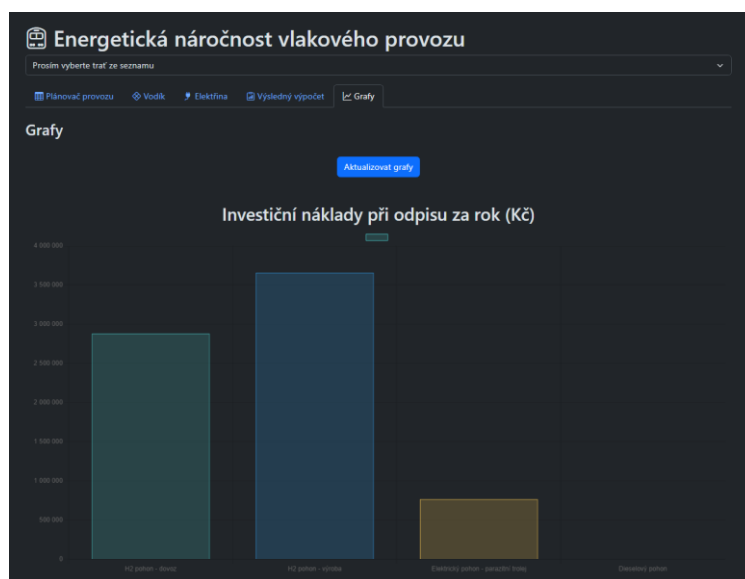 Energetická náročnost vlakového provozu
Prosím vyberte trať ze seznamu
Plánovač provozu Vodík Elektřina Výsledný výpočet Grafy
Grafy
Aktualizovat grafy
Investiční náklady při odpisu za rok (Kč)
4 000 000
3 500 000
3 000 000
2 500 000
2 000 000
1 500 000
1 000 000
500 000
0
H2 pohon - dovoz H2 pohon - výroba Elektrický pohon - parazitní trolej Dieselový pohon